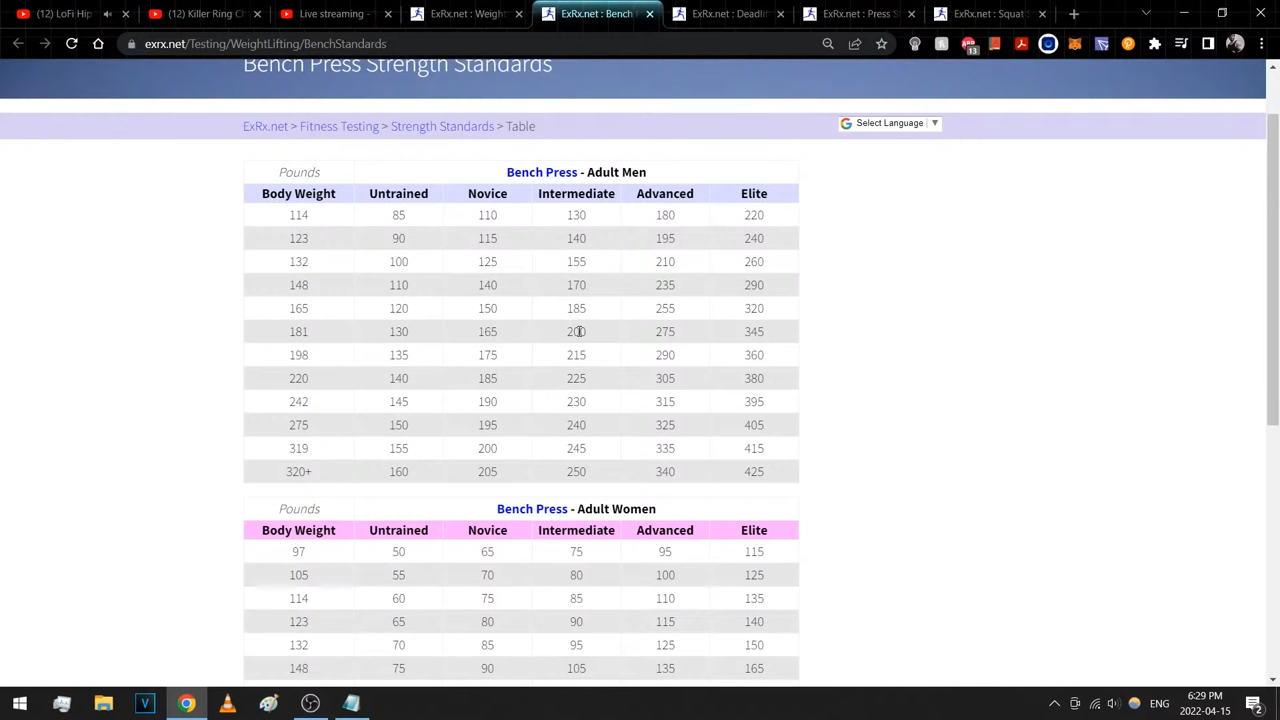 (12) LoFi Hip
(12) Killer Ring C
Live streaming -
ExRx.net : Weigh
ExRx.net : Bench
ExRx.net : Deadli
ExRx.net : Press S
ExRx.net : Squat S
exrx.net/Testing/WeightLifting/BenchStandards
13
Bench Press Strength Standards
ExRx.net > Fitness Testing > Strength Standards > Table
Select Language ▼
Pounds Bench Press - Adult Men
Body Weight Untrained Novice Intermediate Advanced Elite
114 85 110 130 180 220
123 90 115 140 195 240
132 100 125 155 210 260
148 110 140 170 235 290
165 120 150 185 255 320
181 130 165 200 275 345
198 135 175 215 290 360
220 140 185 225 305 380
242 145 190 230 315 395
275 150 195 240 325 405
319 155 200 245 335 415
320+ 160 205 250 340 425
Pounds Bench Press - Adult Women
Body Weight Untrained Novice Intermediate Advanced Elite
97 50 65 75 95 115
105 55 70 80 100 125
114 60 75 85 110 135
123 65 80 90 115 140
132 70 85 95 125 150
148 75 90 105 135 165
V
ENG
6:29 PM
2022-04-15
2